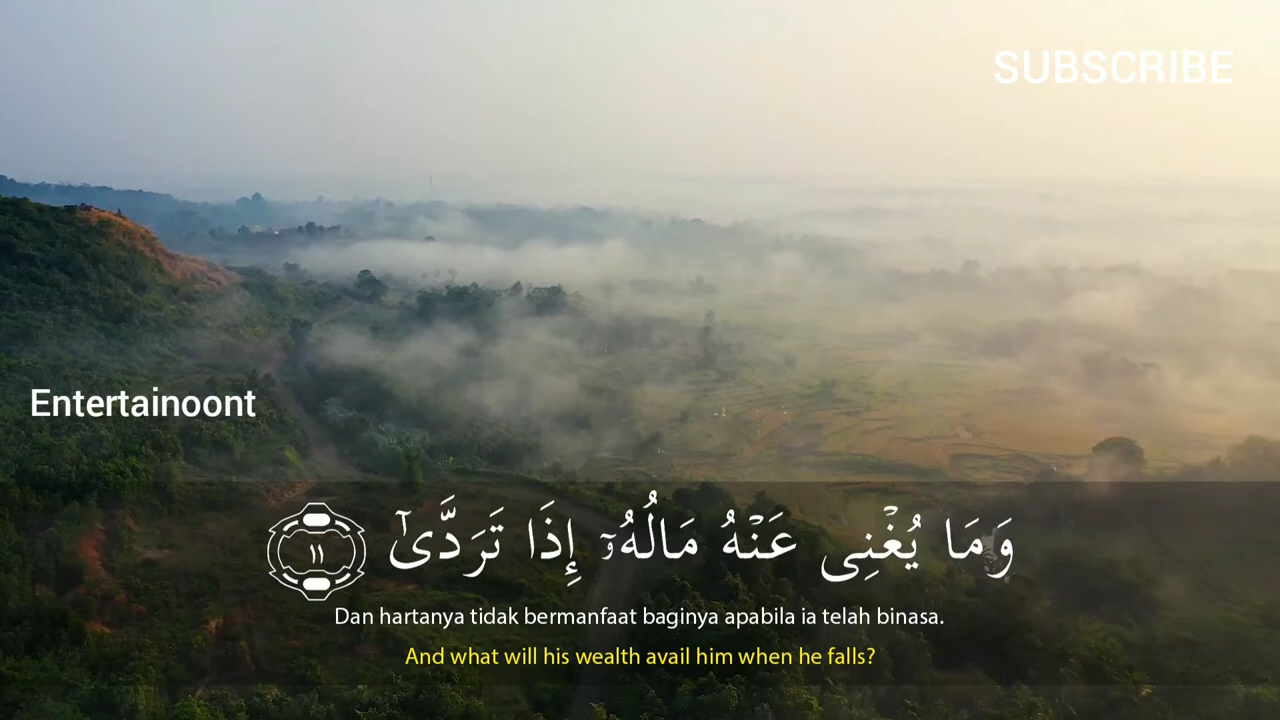 SUBSCRIBE
Entertainoont
وَمَا يُغْنِى عَنْهُ مَالُهُۥٓ إِذَا تَرَدَّىٰٓ ١١
Dan hartanya tidak bermanfaat baginya apabila ia telah binasa.
And what will his wealth avail him when he falls?